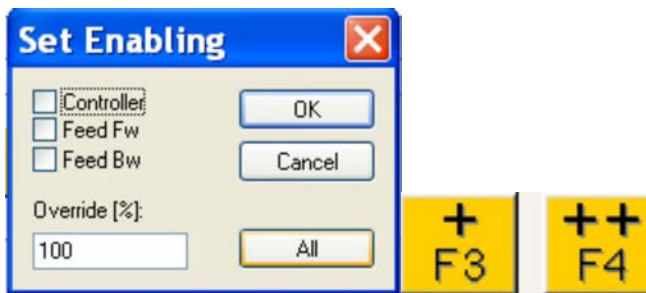 Set Enabling
Controller
Feed Fw
Feed Bw
OK
Cancel
Override [%]:
100
All
+
F3
++
F4